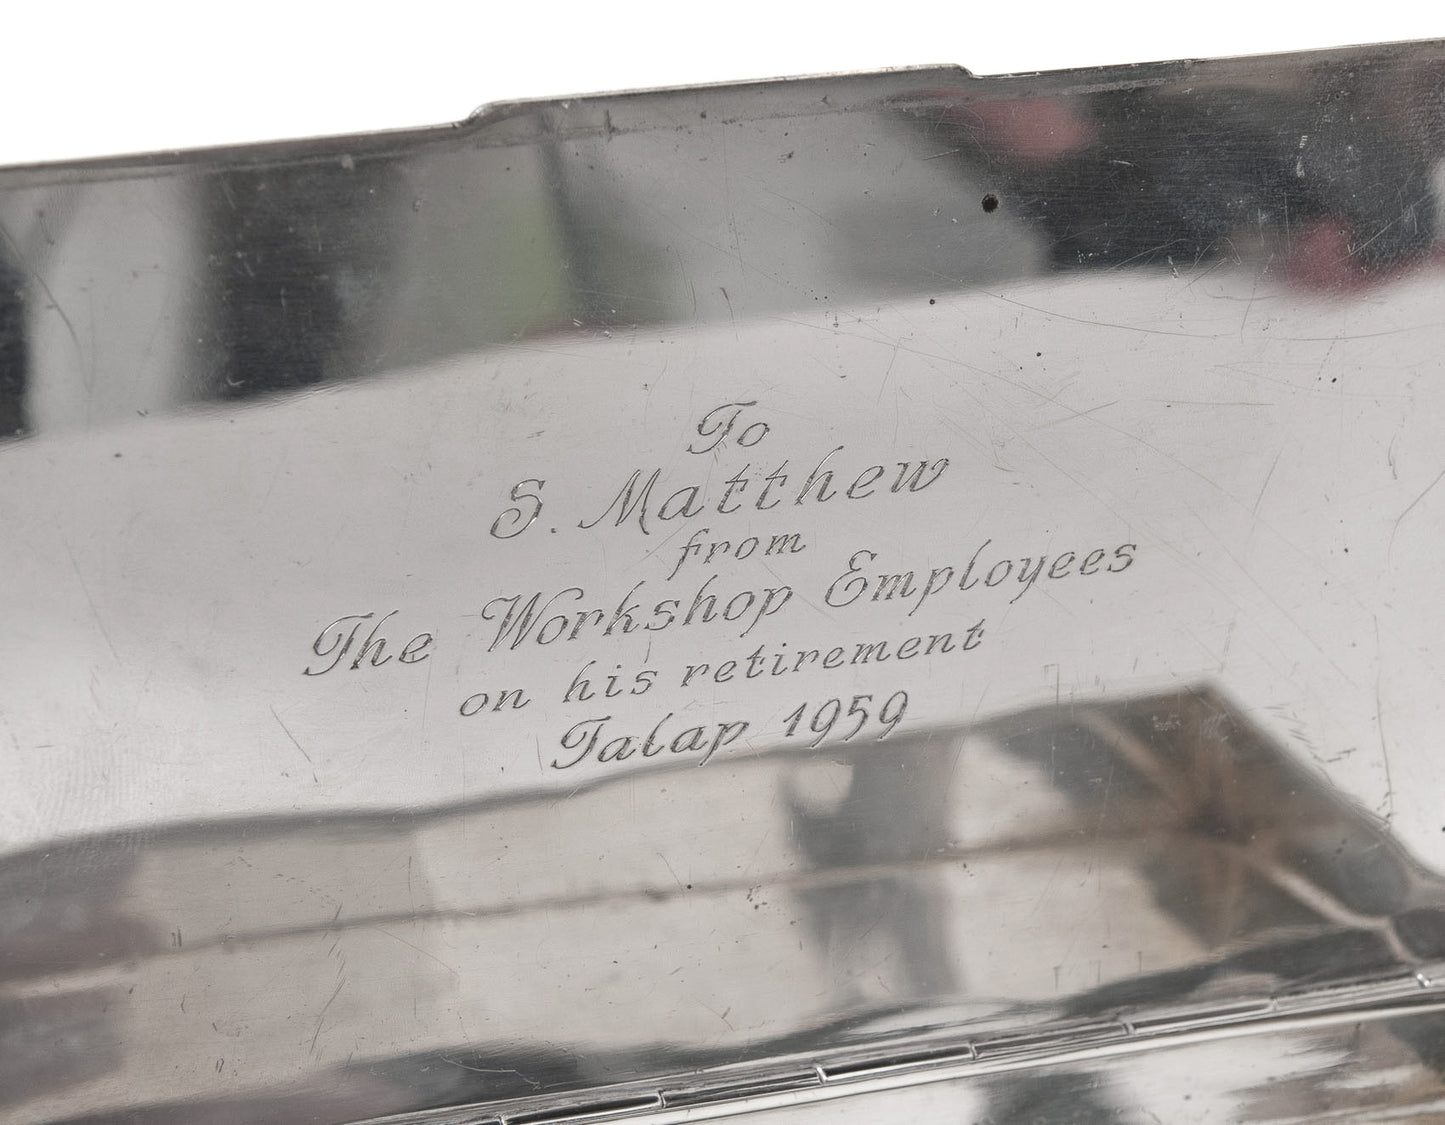 To
S. Matthew
from
The Workshop Employees
on his retirement
Talap 1959